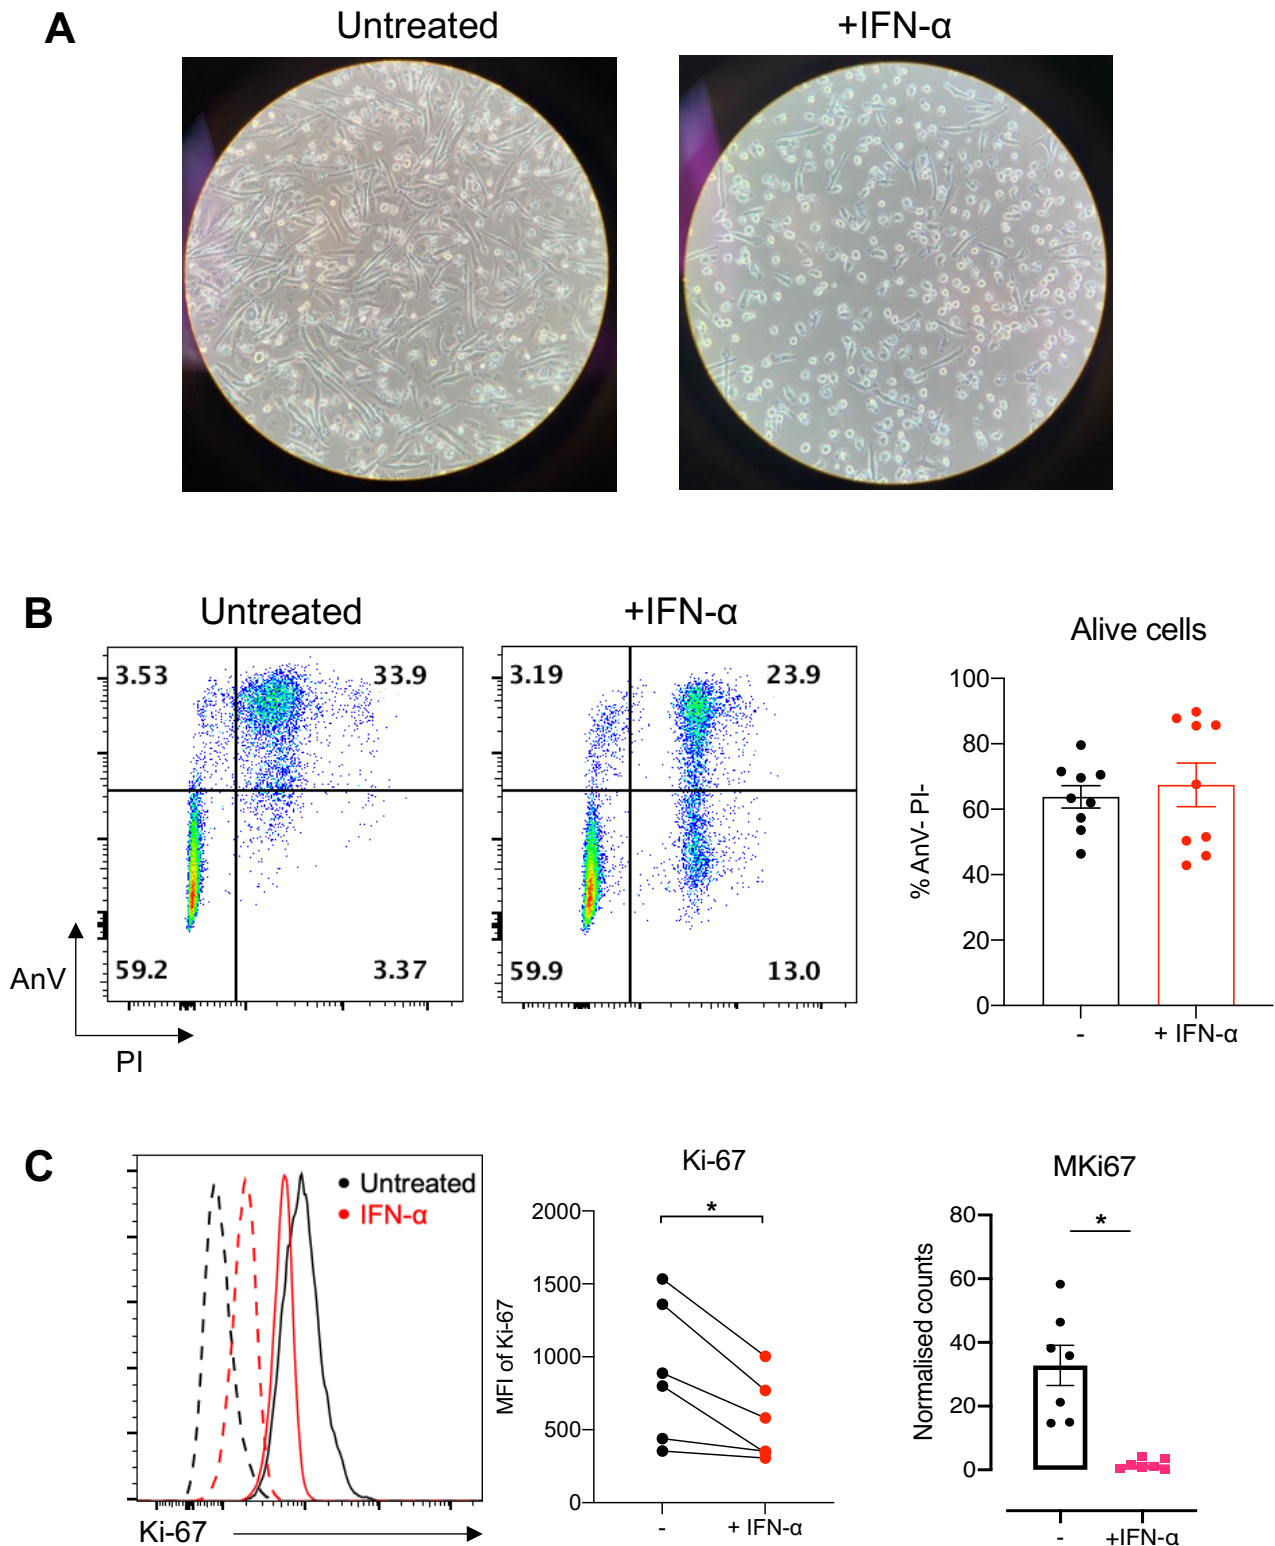 A
Untreated
+IFN-α
B
Untreated
+IFN-α
Alive cells
3.53
33.9
59.2
3.37
3.19
23.9
59.9
13.0
AnV
PI
% AnV- PI-
100
80
60
40
20
0
-
+ IFN-α
C
Untreated
IFN-α
Ki-67
Ki-67
*
MFI of Ki-67
2000
1500
1000
500
0
-
+ IFN-α
MKi67
*
Normalised counts
80
60
40
20
0
-
+IFN-α